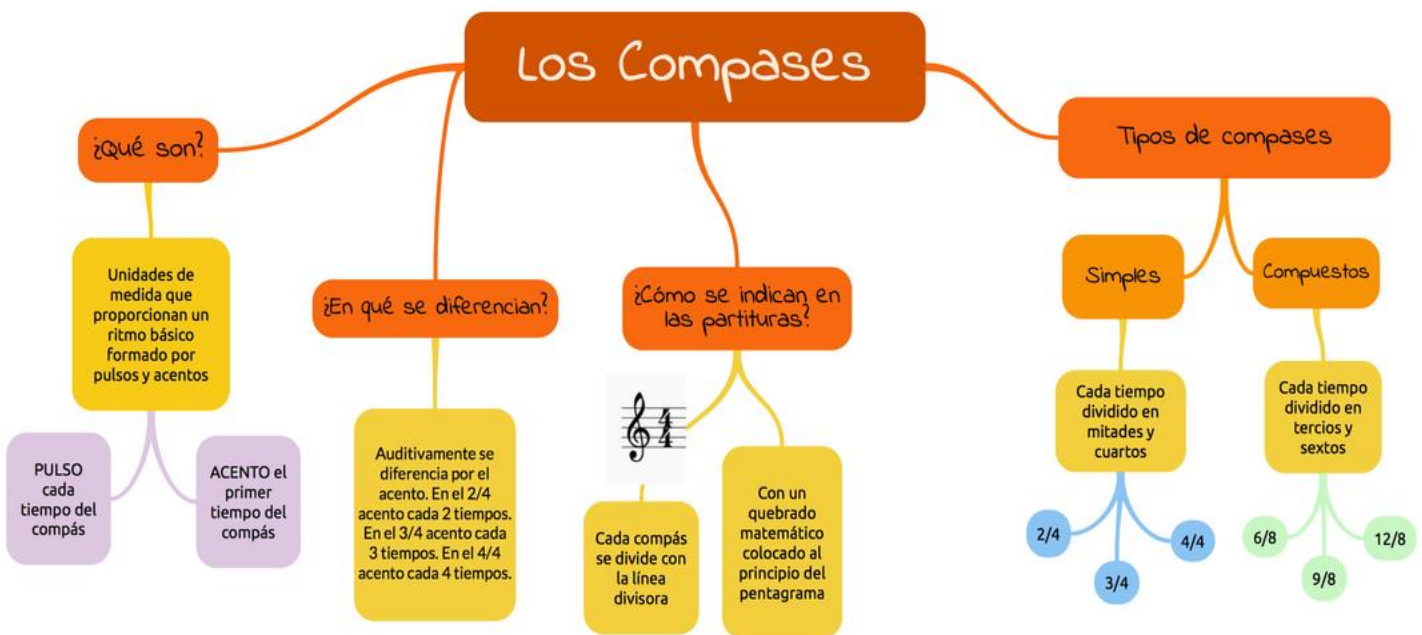 Los Compases
¿Qué son?
Unidades de
medida que
proporcionan un
ritmo básico
formado por
pulsos y acentos
PULSO
cada
tiempo del
compás
ACENTO el
primer
tiempo del
compás
¿En qué se diferencian?
Auditivamente se
diferencia por el
acento. En el 2/4
acento cada 2 tiempos.
En el 3/4 acento cada
3 tiempos. En el 4/4
acento cada 4 tiempos.
¿Cómo se indican en
las partituras?
4
4
Cada compás
se divide con
la línea
divisora
Con un
quebrado
matemático
colocado al
principio del
pentagrama
Tipos de compases
Simples
Cada tiempo
dividido en
mitades y
cuartos
2/4
3/4
4/4
Compuestos
Cada tiempo
dividido en
tercios y
sextos
6/8
9/8
12/8